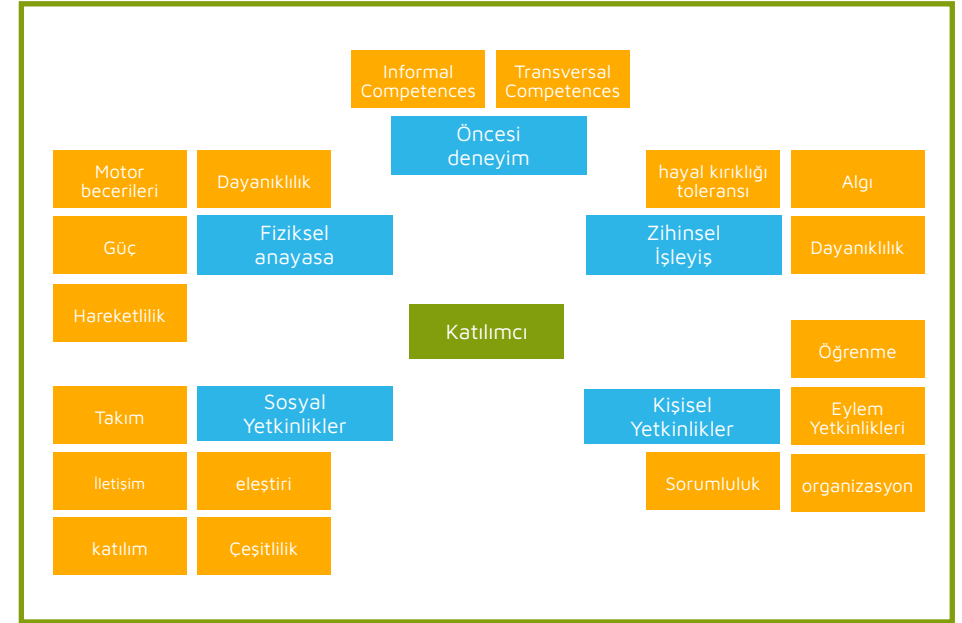 Informal
Competences
Transversal
Competences
Öncesi
deneyim
Motor
becerileri
Dayanıklılık
Güç
Fiziksel
anayasa
Hareketlilik
hayal kırıklığı
toleransı
Algı
Zihinsel
İşleyiş
Dayanıklılık
Katılımcı
Takım
Sosyal
Yetkinlikler
İletişim
eleştiri
katılım
Çeşitlilik
Öğrenme
Kişisel
Yetkinlikler
Eylem
Yetkinlikleri
Sorumluluk
organizasyon